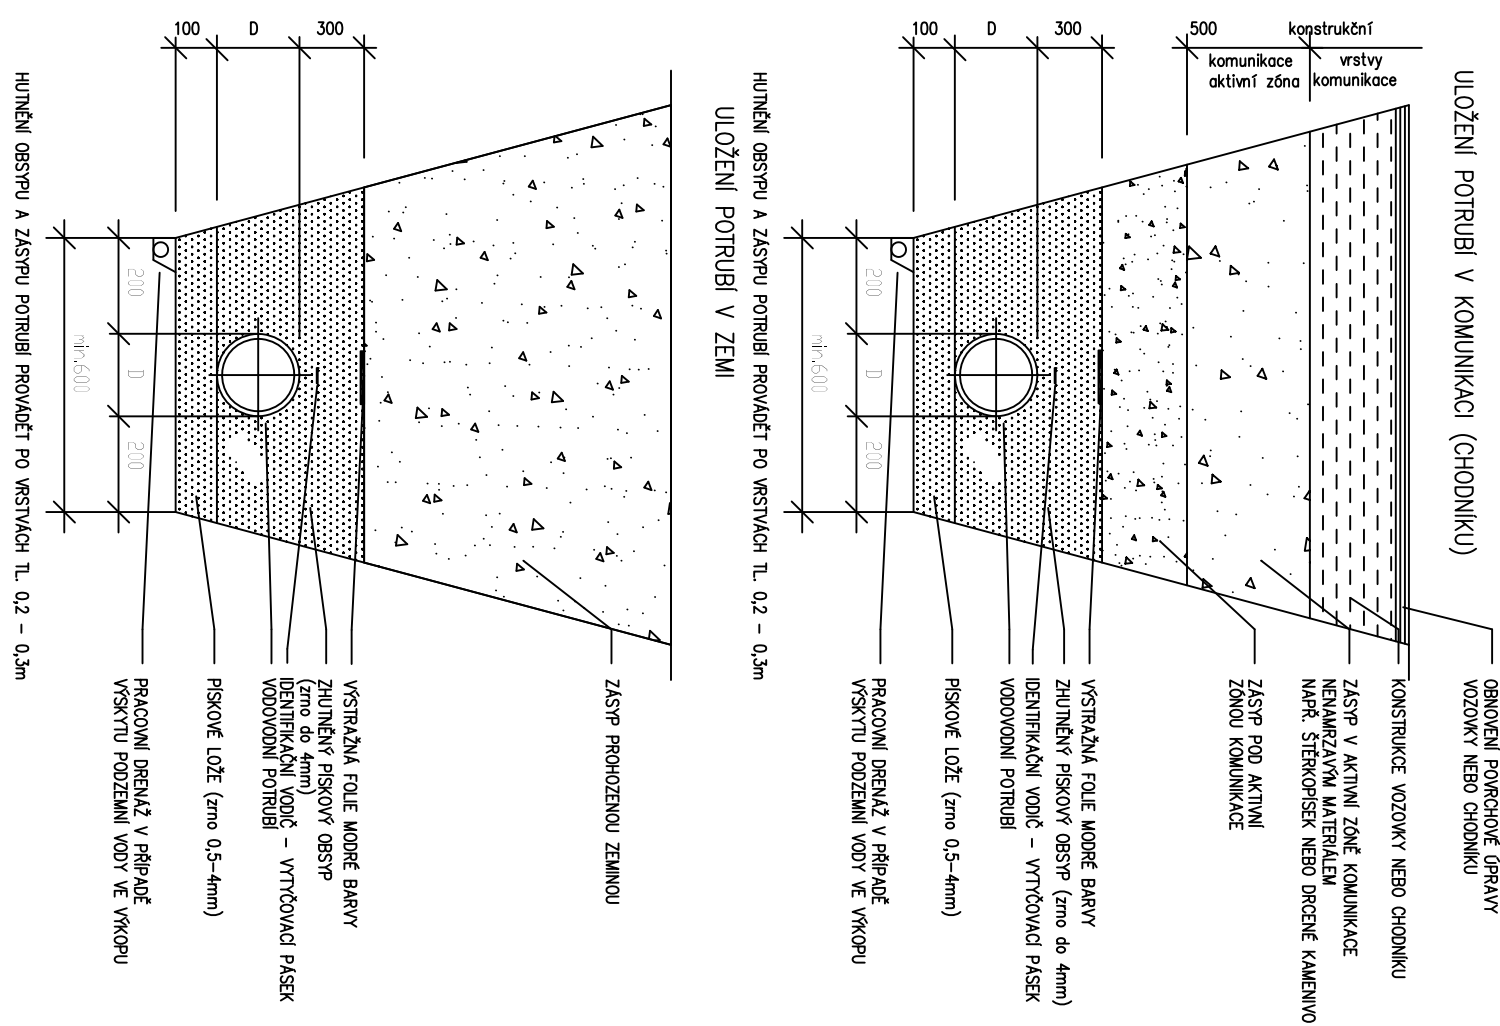 ULOŽENÍ POTRUBÍ V KOMUNIKACI (CHODNÍKU)
konstrukční
vrstvy
komunikace
500
komunikace
aktivní zóna
300
D
100
200
D
200
min.600
OBNOVENÍ POVRCHOVÉ ÚPRAVY
VOZOVKY NEBO CHODNÍKU
KONSTRUKCE VOZOVKY NEBO CHODNÍKU
ZÁSYP V AKTIVNÍ ZÓNĚ KOMUNIKACE
NENAMRZAVÝM MATERIÁLEM
NAPŘ. ŠTĚRKOPÍSEK NEBO DRCENÉ KAMENIVO
ZÁSYP POD AKTIVNÍ
ZÓNOU KOMUNIKACE
VÝSTRAŽNÁ FOLIE MODRÉ BARVY
ZHUTNĚNÝ PÍSKOVÝ OBSYP (zrno do 4mm)
IDENTIFIKAČNÍ VODIČ – VYTYČOVACÍ PÁSEK
VODOVODNÍ POTRUBÍ
PÍSKOVÉ LOŽE (zrno 0,5–4mm)
PRACOVNÍ DRENÁŽ V PŘÍPADĚ
VÝSKYTU PODZEMNÍ VODY VE VÝKOPU
HUTNĚNÍ OBSYPU A ZÁSYPU POTRUBÍ PROVÁDĚT PO VRSTVÁCH TL. 0,2 – 0,3m
ULOŽENÍ POTRUBÍ V ZEMI
300
D
100
200
D
200
min.600
ZÁSYP PROHOZENOU ZEMINOU
VÝSTRAŽNÁ FOLIE MODRÉ BARVY
ZHUTNĚNÝ PÍSKOVÝ OBSYP
(zrno do 4mm)
IDENTIFIKAČNÍ VODIČ – VYTYČOVACÍ PÁSEK
VODOVODNÍ POTRUBÍ
PÍSKOVÉ LOŽE (zrno 0,5–4mm)
PRACOVNÍ DRENÁŽ V PŘÍPADĚ
VÝSKYTU PODZEMNÍ VODY VE VÝKOPU
HUTNĚNÍ OBSYPU A ZÁSYPU POTRUBÍ PROVÁDĚT PO VRSTVÁCH TL. 0,2 – 0,3m